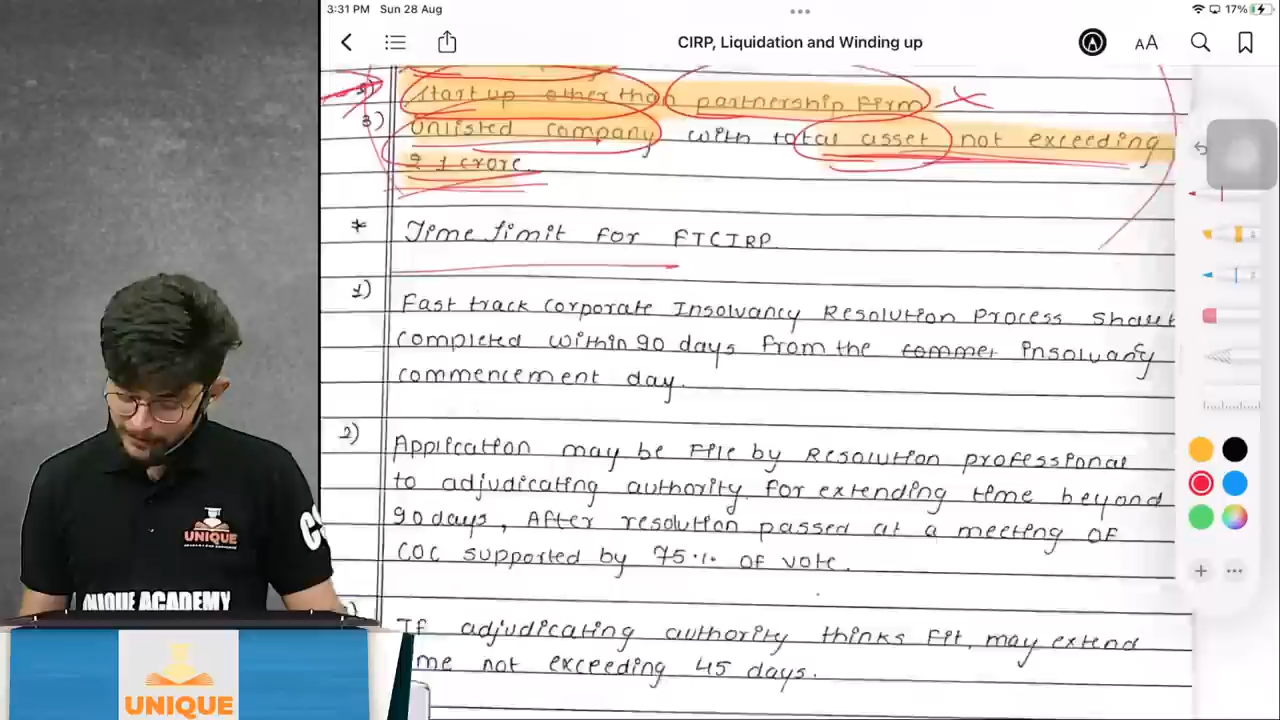 3:31 PM Sun 28 Aug
17%
CIRP, Liquidation and Winding up
AA
Start up other than partnership Firm
3) Unlisted company with total asset not exceeding
1 crore.
* Time limit for FTCIRP
1) Fast track corporate Insolvancy Resolution Process shall
completed within 90 days from the commer insolvancy
commencement day.
2) Application may be File by Resolution professional
to adjudicating authority for extending time beyond
90 days, After resolution passed at a meeting OF
COC supported by 75% of vote.
If adjudicating authority thinks Fit, may extend
me not exceeding 45 days.
UNIQUE
CS
UNIQUE ACADEMY
UNIQUE